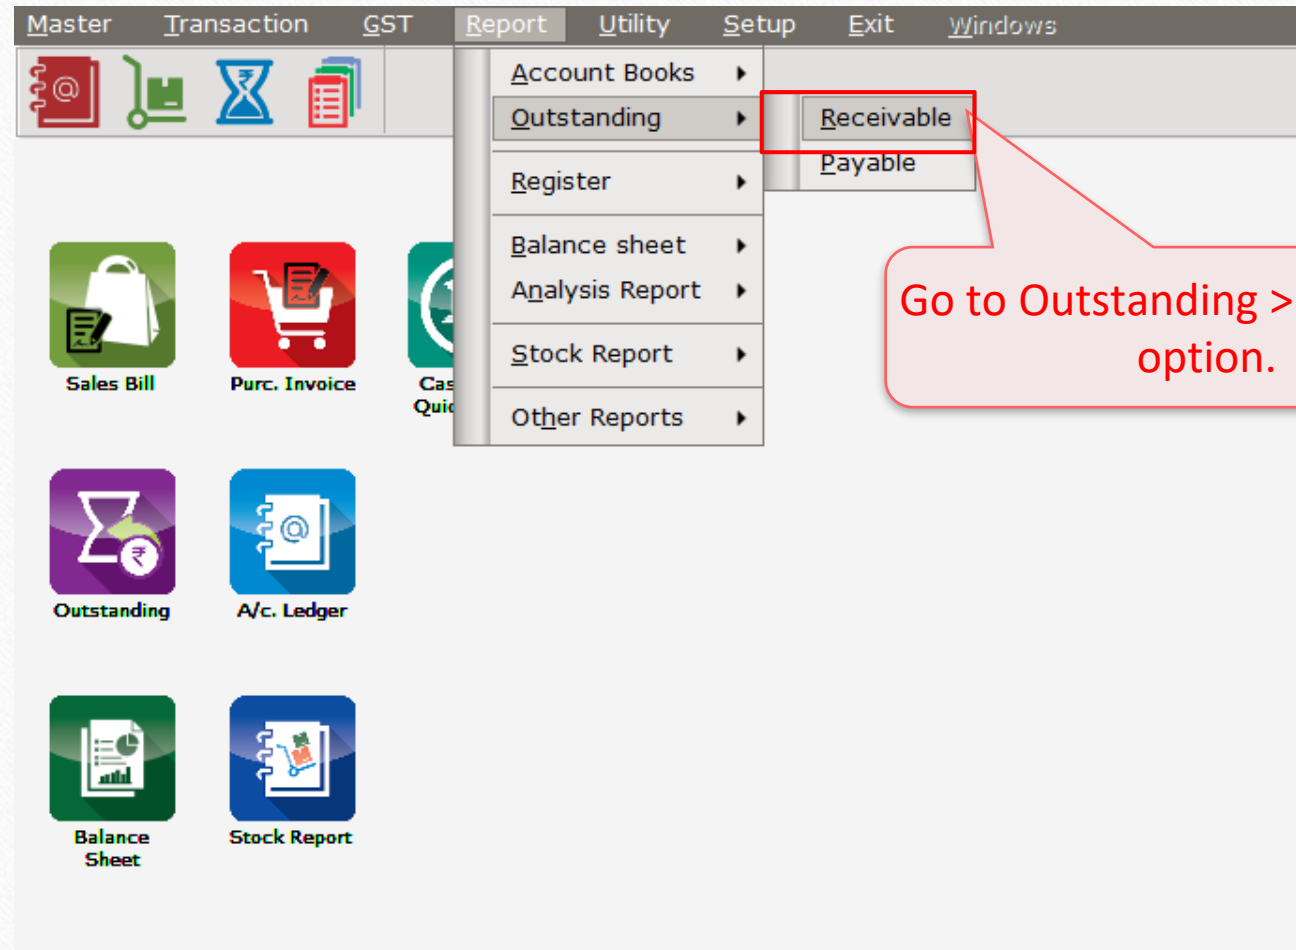 Master Transaction GST Report Utility Setup Exit Windows
Account Books
Outstanding
Receivable
Payable
Register
Balance sheet
Analysis Report
Stock Report
Other Reports
Go to Outstanding >
option.
Sales Bill
Purc. Invoice
Outstanding
A/c. Ledger
Balance
Sheet
Stock Report